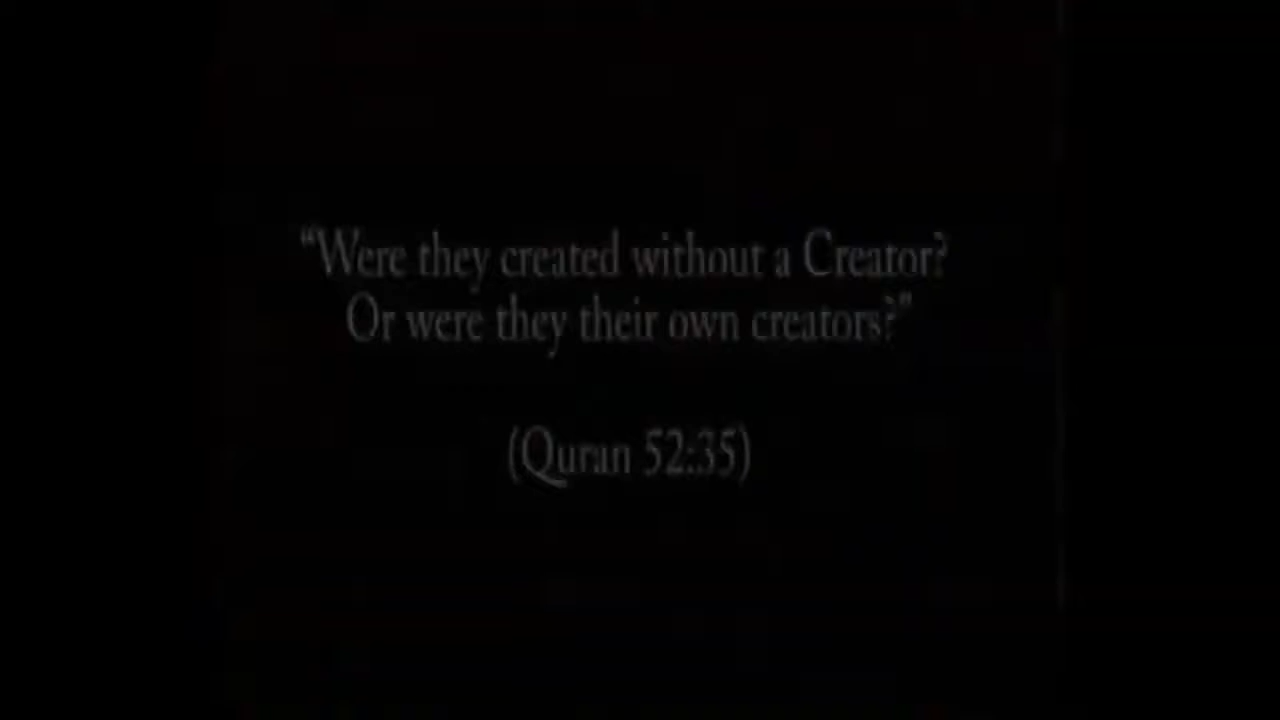 “Were they created without a Creator?
Or were they their own creators?”
(Quran 52:35)